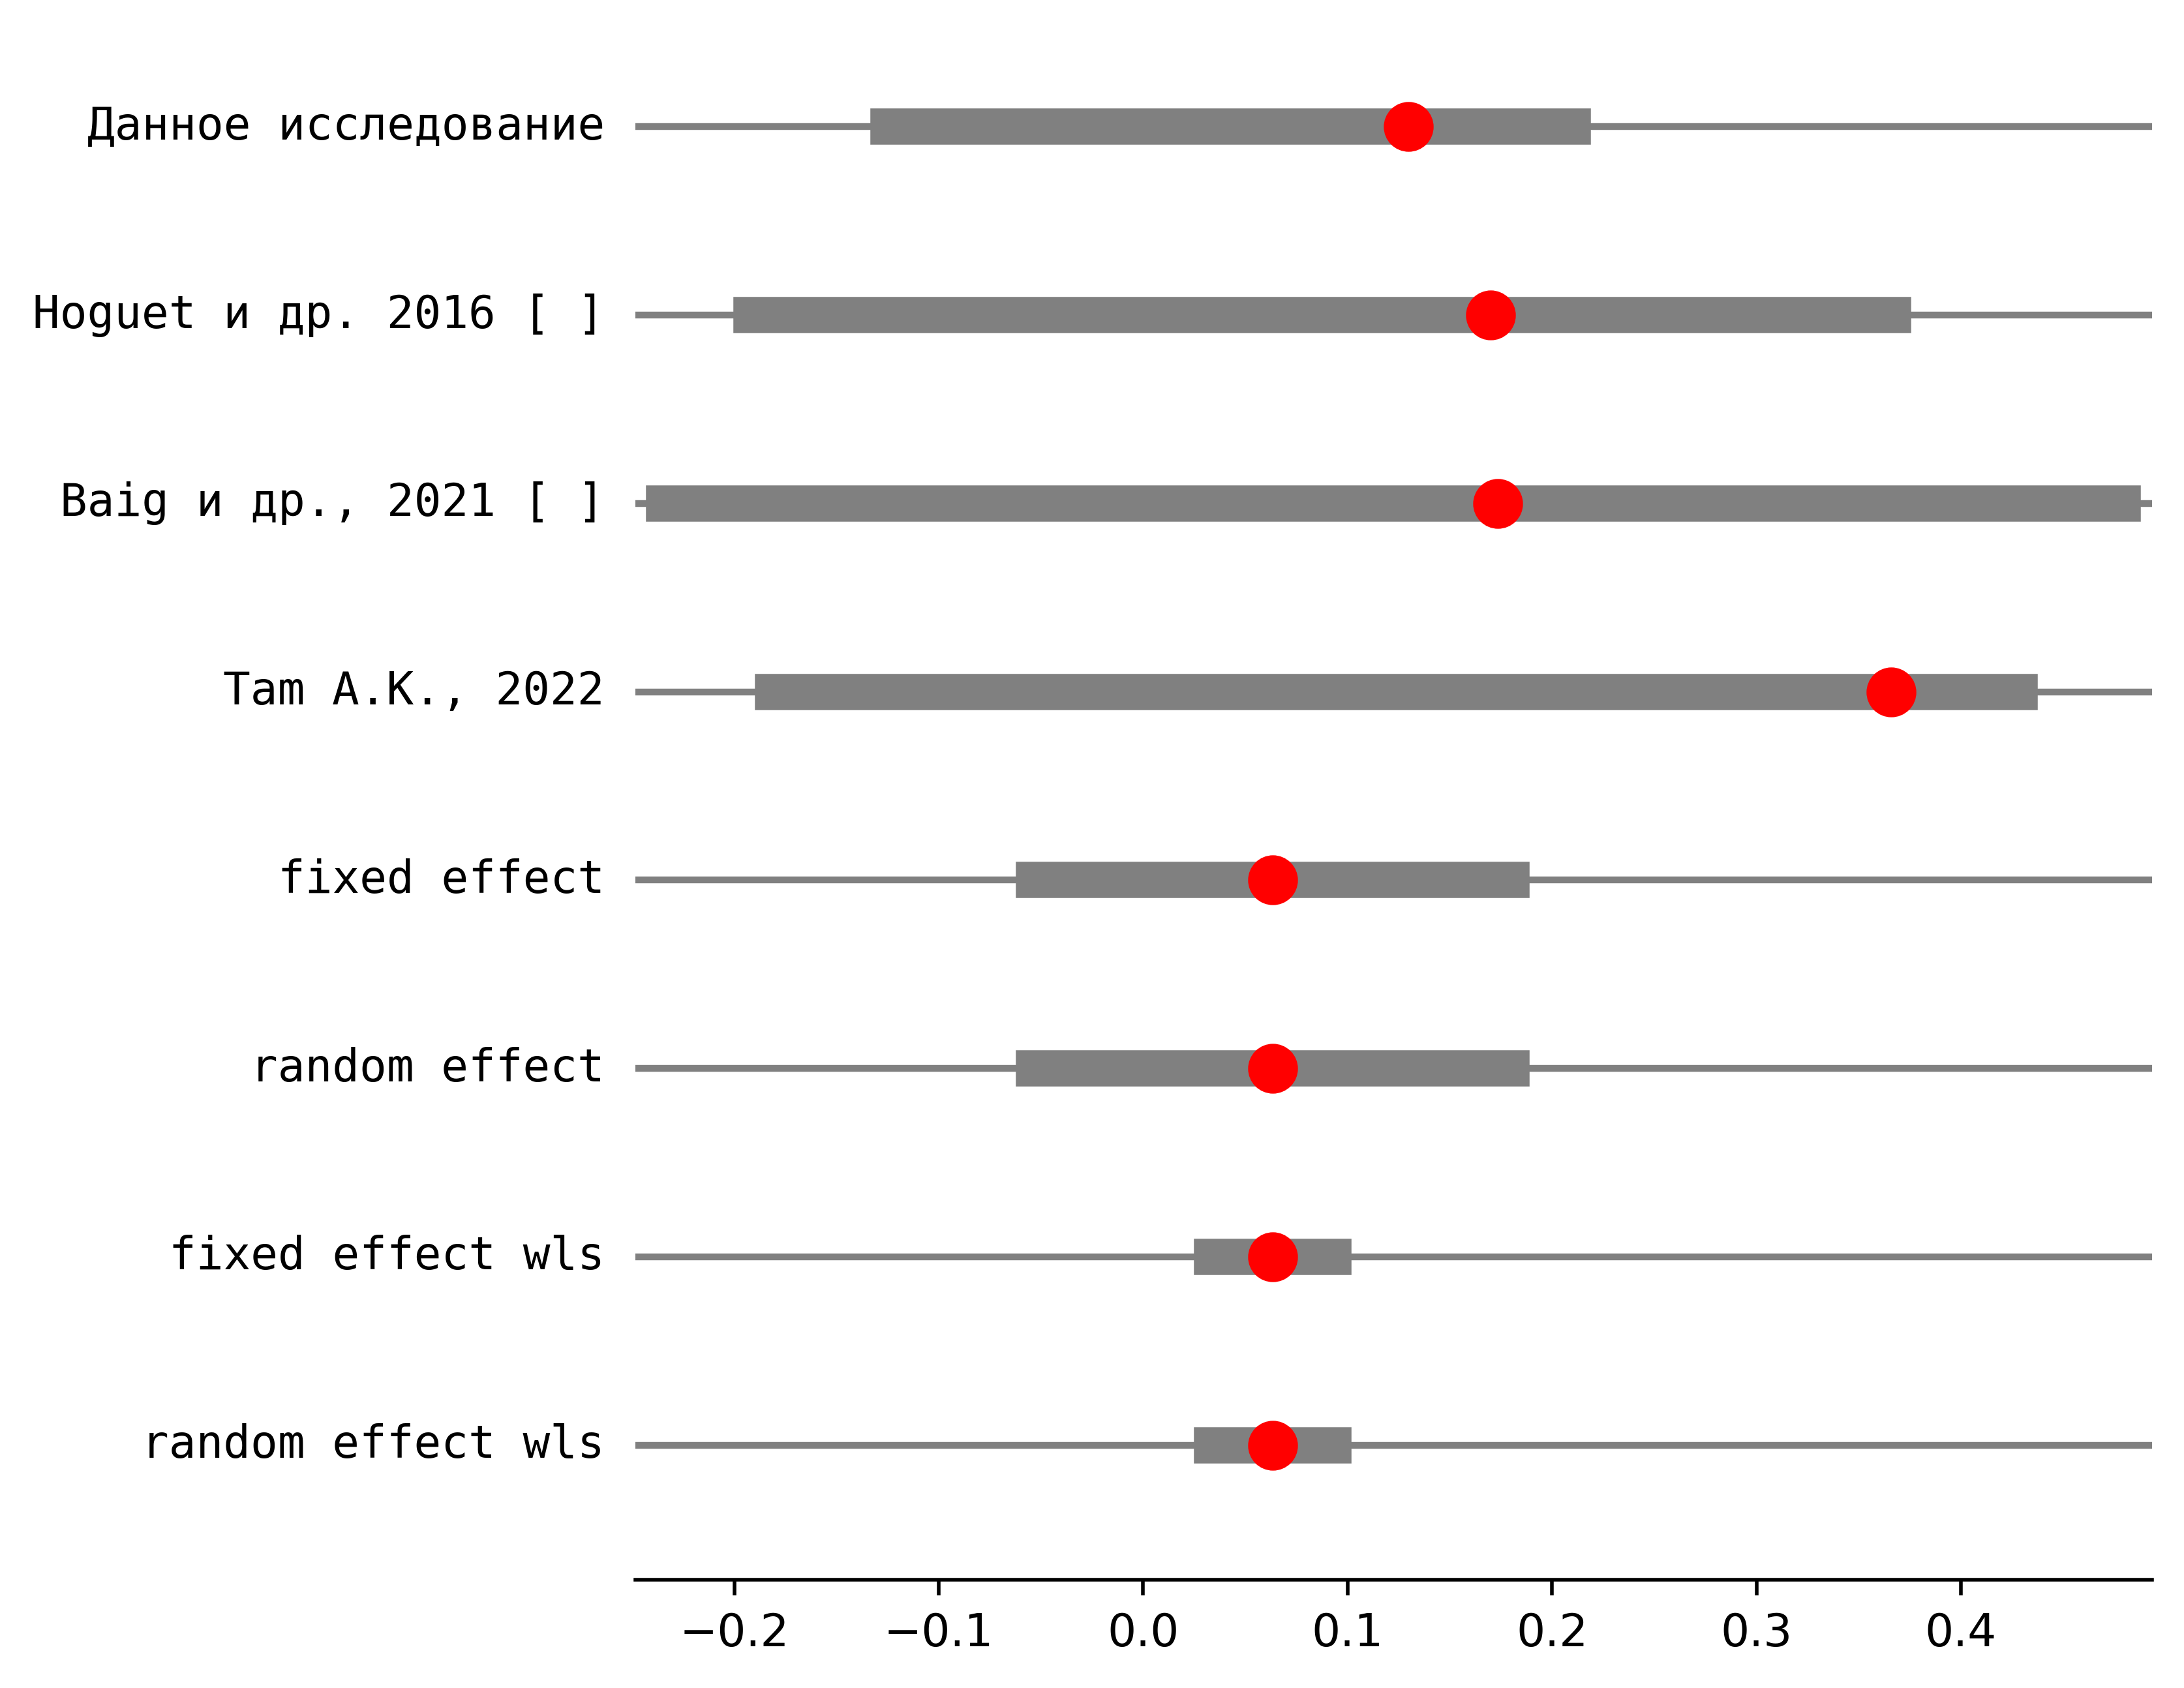 Данное исследование
Hoguet и др. 2016 [ ]
Baig и др., 2021 [ ]
Tam A.K., 2022
fixed effect
random effect
fixed effect wls
random effect wls
−0.2 −0.1 0.0 0.1 0.2 0.3 0.4